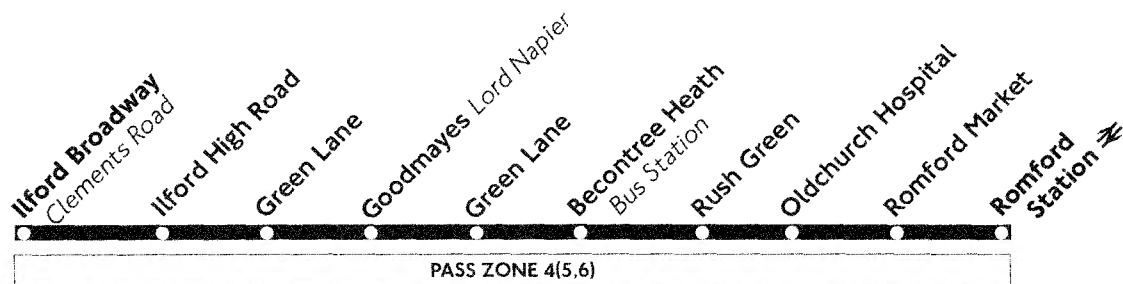 Ilford Broadway
Clements Road
Ilford High Road
Green Lane
Goodmayes Lord Napier
Green Lane
Becontree Heath
Bus Station
Rush Green
Oldchurch Hospital
Romford Market
Romford
Station
PASS ZONE 4(5,6)